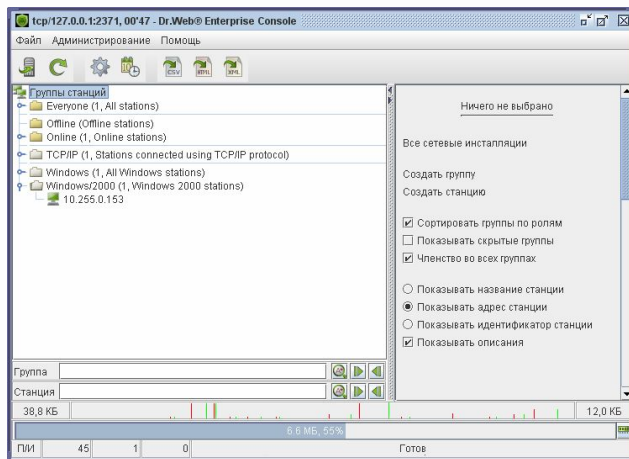 tcp/127.0.0.1:2371, 00'47 - Dr.Web® Enterprise Console
Файл Администрирование Помощь
CSV HTML XML
Группы станций
Everyone (1, All stations)
Offline (Offline stations)
Online (1, Online stations)
TCP/IP (1, Stations connected using TCP/IP protocol)
Windows (1, All Windows stations)
Windows/2000 (1, Windows 2000 stations)
10.255.0.153
Ничего не выбрано
Все сетевые инсталляции
Создать группу
Создать станцию
Сортировать группы по ролям
Показывать скрытые группы
Членство во всех группах
Показывать название станции
Показывать адрес станции
Показывать идентификатор станции
Показывать описания
Группа
Станция
38,8 КБ 12,0 КБ
6,6 МБ, 55%
П/И 45 1 0 Готов